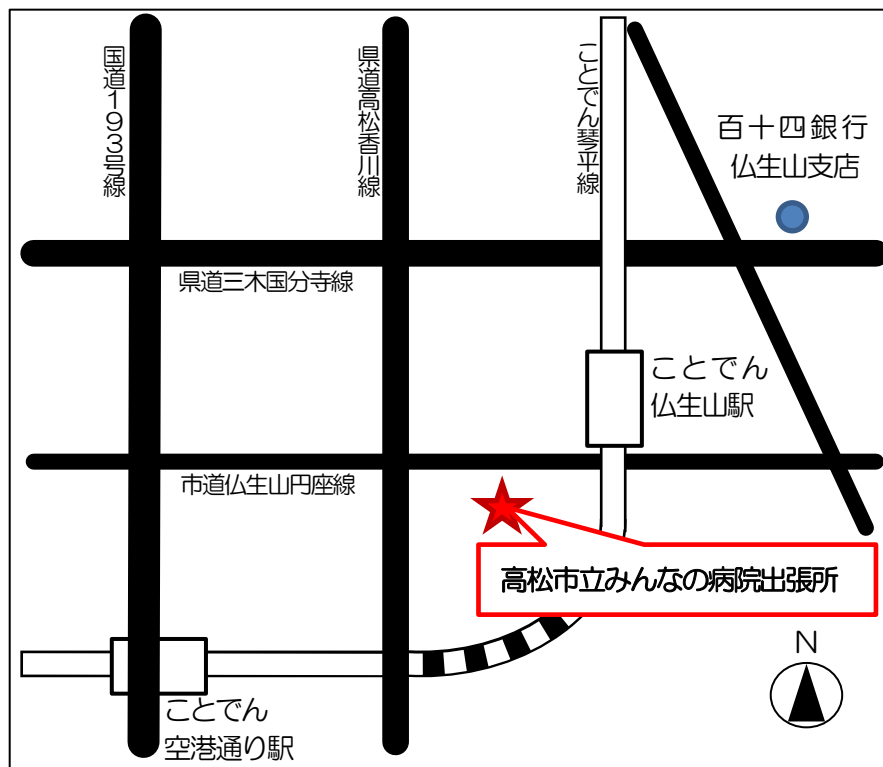 国道193号線
県道高松香川線
ことでん琴平線
百十四銀行
仏生山支店
県道三木国分寺線
ことでん
仏生山駅
市道仏生山円座線
高松市立みんなの病院出張所
N
ことでん
空港通り駅